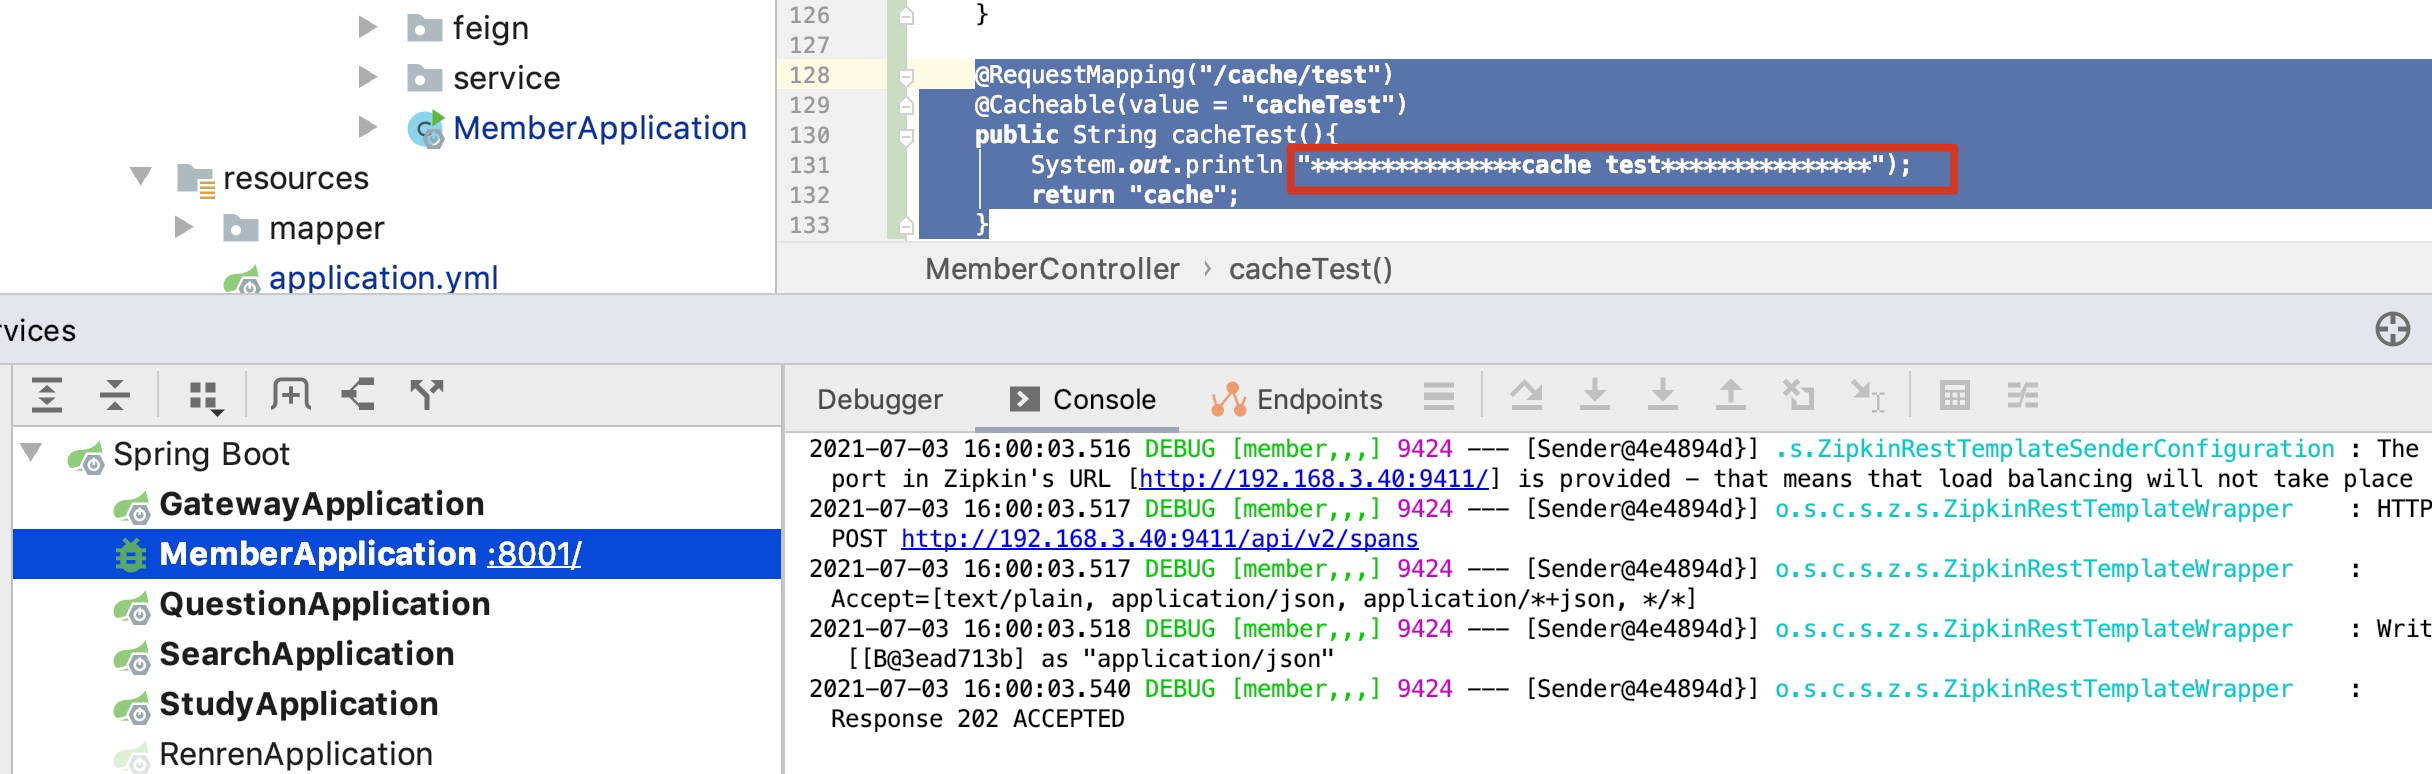 feign
service
MemberApplication
resources
mapper
application.yml
126 }
127
128 @RequestMapping("/cache/test")
129 @Cacheable(value = "cacheTest")
130 public String cacheTest(){
131 System.out.println "***************cache test***************");
132 return "cache";
133 }
MemberController › cacheTest()
rvices
Debugger Console Endpoints
Spring Boot
GatewayApplication
MemberApplication :8001/
QuestionApplication
SearchApplication
StudyApplication
RenrenApplication
2021-07-03 16:00:03.516 DEBUG [member,,,] 9424 --- [Sender@4e4894d}] .s.ZipkinRestTemplateSenderConfiguration : The
port in Zipkin's URL [http://192.168.3.40:9411/] is provided - that means that load balancing will not take place
2021-07-03 16:00:03.517 DEBUG [member,,,] 9424 --- [Sender@4e4894d}] o.s.c.s.z.s.ZipkinRestTemplateWrapper : HTTP
POST http://192.168.3.40:9411/api/v2/spans
2021-07-03 16:00:03.517 DEBUG [member,,,] 9424 --- [Sender@4e4894d}] o.s.c.s.z.s.ZipkinRestTemplateWrapper :
Accept=[text/plain, application/json, application/*+json, */*]
2021-07-03 16:00:03.518 DEBUG [member,,,] 9424 --- [Sender@4e4894d}] o.s.c.s.z.s.ZipkinRestTemplateWrapper : Writ
[[B@3ead713b] as "application/json"
2021-07-03 16:00:03.540 DEBUG [member,,,] 9424 --- [Sender@4e4894d}] o.s.c.s.z.s.ZipkinRestTemplateWrapper :
Response 202 ACCEPTED